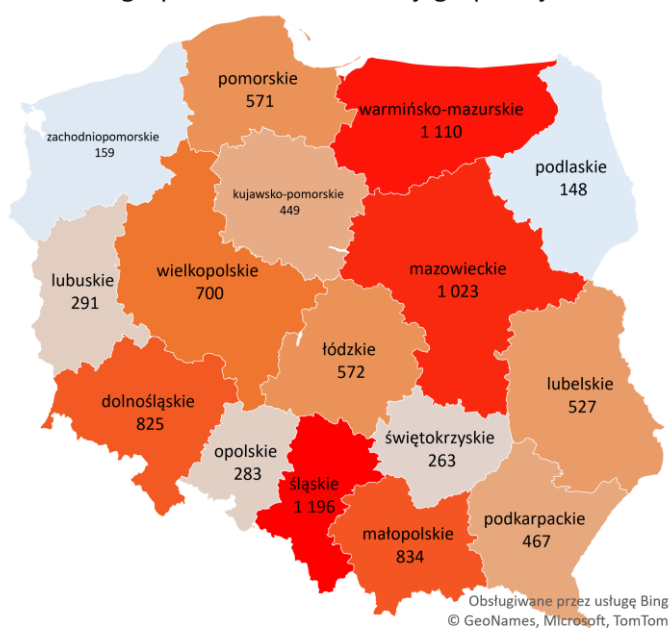 pomorskie
571
warmińsko-mazurskie
1 110
zachodniopomorskie
159
podlaskie
148
kujawsko-pomorskie
449
wielkopolskie
700
mazowieckie
1 023
lubuskie
291
łódzkie
572
lubelskie
527
dolnośląskie
825
opolskie
283
świętokrzyskie
263
śląskie
1 196
małopolskie
834
podkarpackie
467
Obsługiwane przez usługę Bing
© GeoNames, Microsoft, TomTom